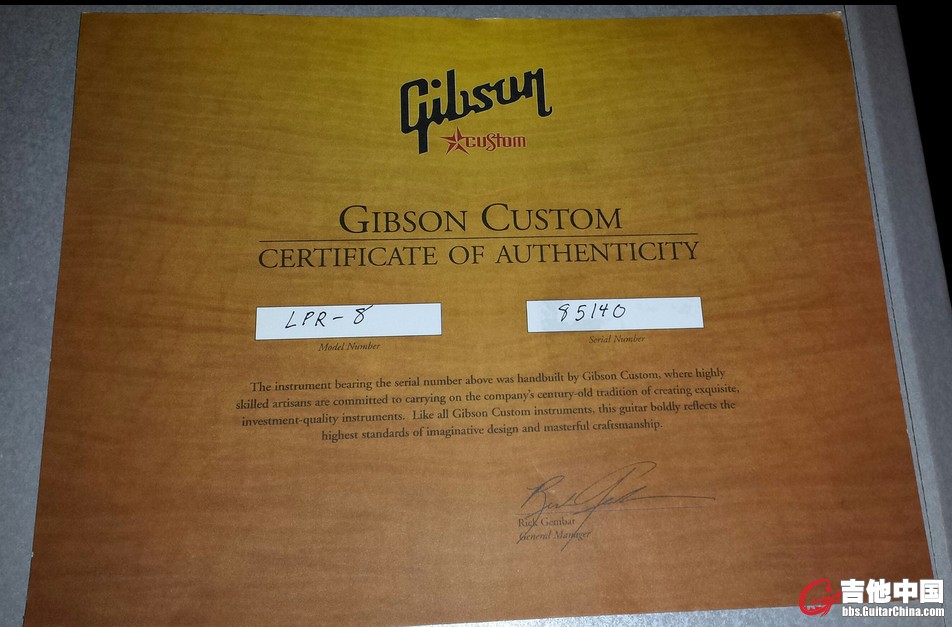 Gibson
custom
GIBSON CUSTOM
CERTIFICATE OF AUTHENTICITY
LPR-8
85140
Model Number
Serial Number
The instrument bearing the serial number above was handbuilt by Gibson Custom, where highly
skilled artisans are committed to carrying on the company's century-old tradition of creating exquisite,
investment-quality instruments. Like all Gibson Custom instruments, this guitar boldly reflects the
highest standards of imaginative design and masterful craftsmanship.
Rick Gembar
General Manager
吉他中国
bbs.GuitarChina.com